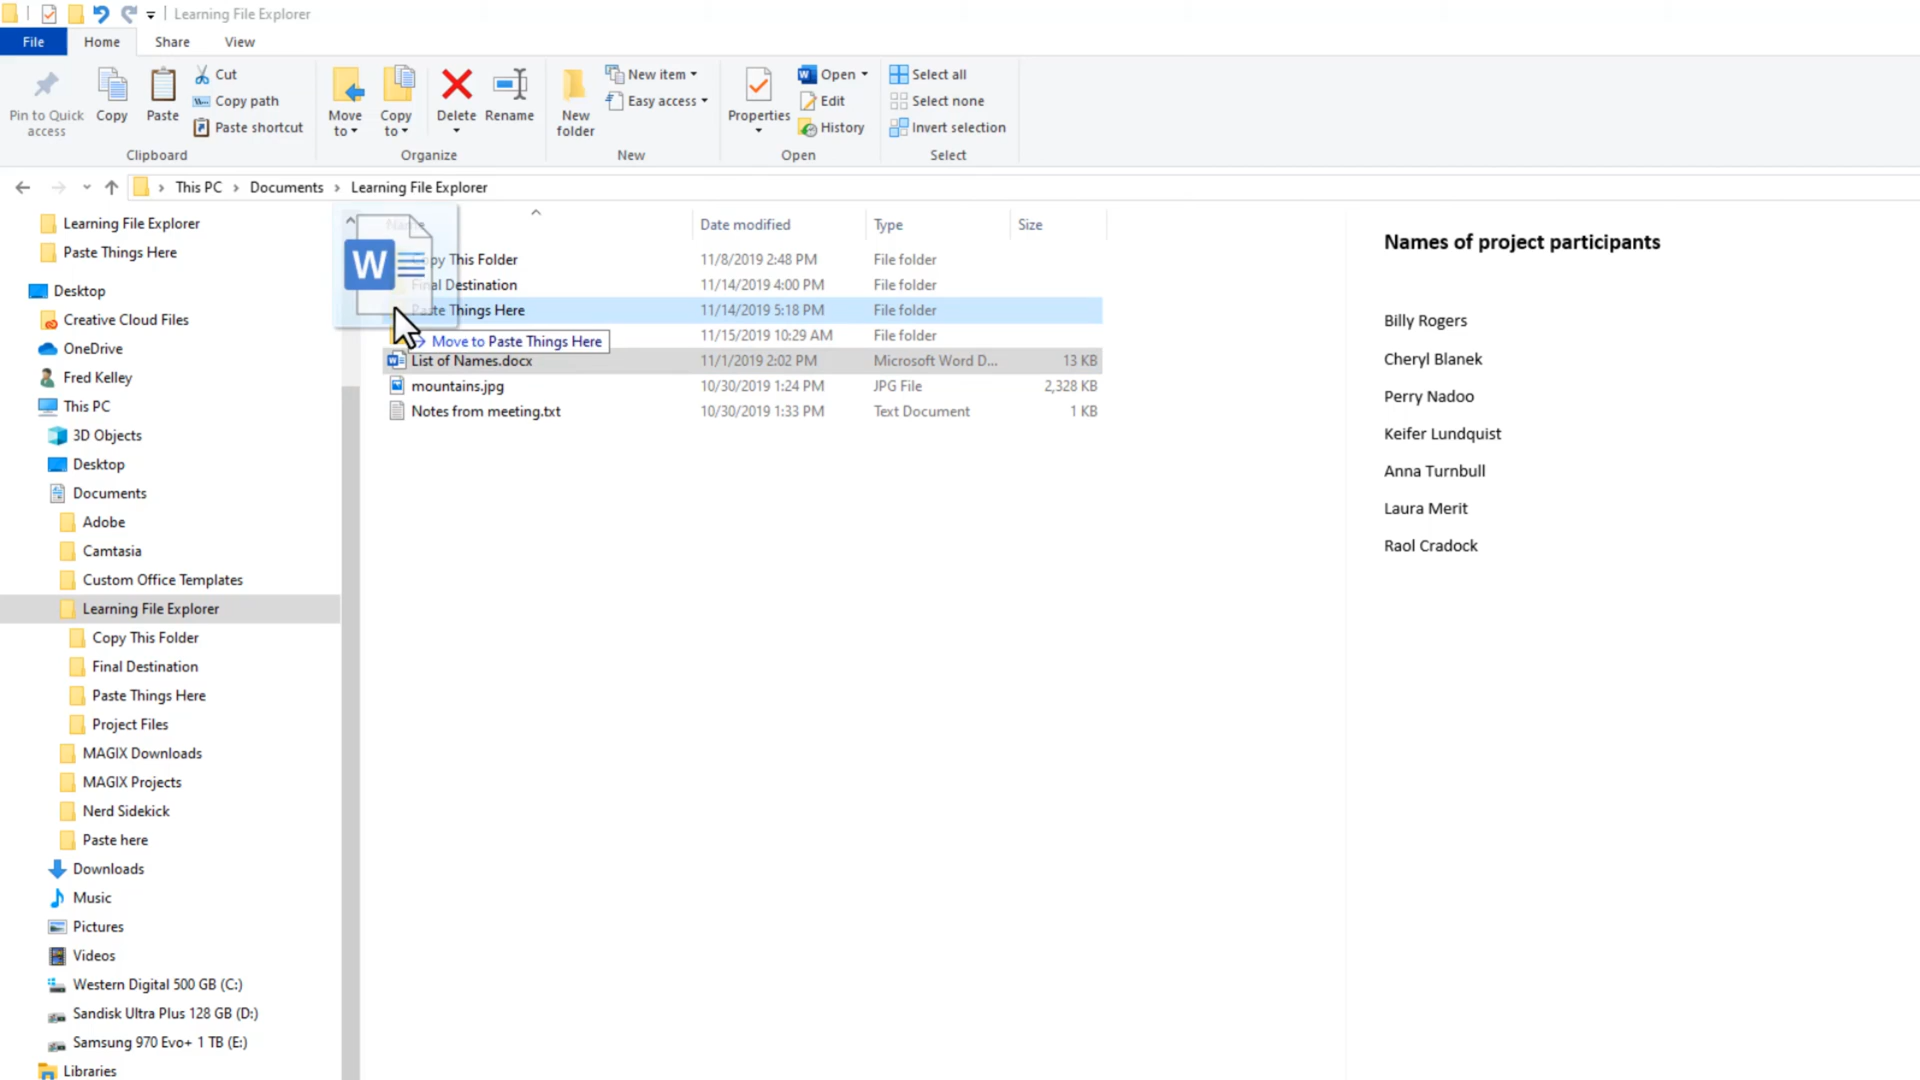 Learning File Explorer
File Home Share View
Pin to Quick access
Copy
Paste
Cut
Copy path
Paste shortcut
Clipboard
Move to
Copy to
Delete
Rename
Organize
New folder
New item
Easy access
New
Properties
Open
Edit
History
Open
Select all
Select none
Invert selection
Select
This PC > Documents > Learning File Explorer
Learning File Explorer
Paste Things Here
Desktop
Creative Cloud Files
OneDrive
Fred Kelley
This PC
3D Objects
Desktop
Documents
Adobe
Camtasia
Custom Office Templates
Learning File Explorer
Copy This Folder
Final Destination
Paste Things Here
Project Files
MAGIX Downloads
MAGIX Projects
Nerd Sidekick
Paste here
Downloads
Music
Pictures
Videos
Western Digital 500 GB (C:)
Sandisk Ultra Plus 128 GB (D:)
Samsung 970 Evo+ 1 TB (E:)
Libraries
Name Date modified Type Size
W
Copy This Folder 11/8/2019 2:48 PM File folder
Final Destination 11/14/2019 4:00 PM File folder
Paste Things Here 11/14/2019 5:18 PM File folder
11/15/2019 10:29 AM File folder
Move to Paste Things Here
List of Names.docx 11/1/2019 2:02 PM Microsoft Word D... 13 KB
mountains.jpg 10/30/2019 1:24 PM JPG File 2,328 KB
Notes from meeting.txt 10/30/2019 1:33 PM Text Document 1 KB
Names of project participants
Billy Rogers
Cheryl Blanek
Perry Nadoo
Keifer Lundquist
Anna Turnbull
Laura Merit
Raol Cradock